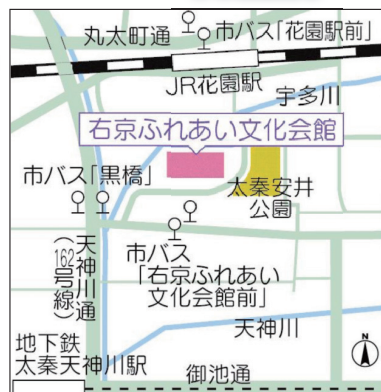 丸太町通
市バス「花園駅前」
JR花園駅
宇多川
右京ふれあい文化会館
市バス「黒橋」
太秦安井
公園
天神川通
(162号線)
市バス
「右京ふれあい
文化会館前」
天神川
N
地下鉄
太秦天神川駅
御池通